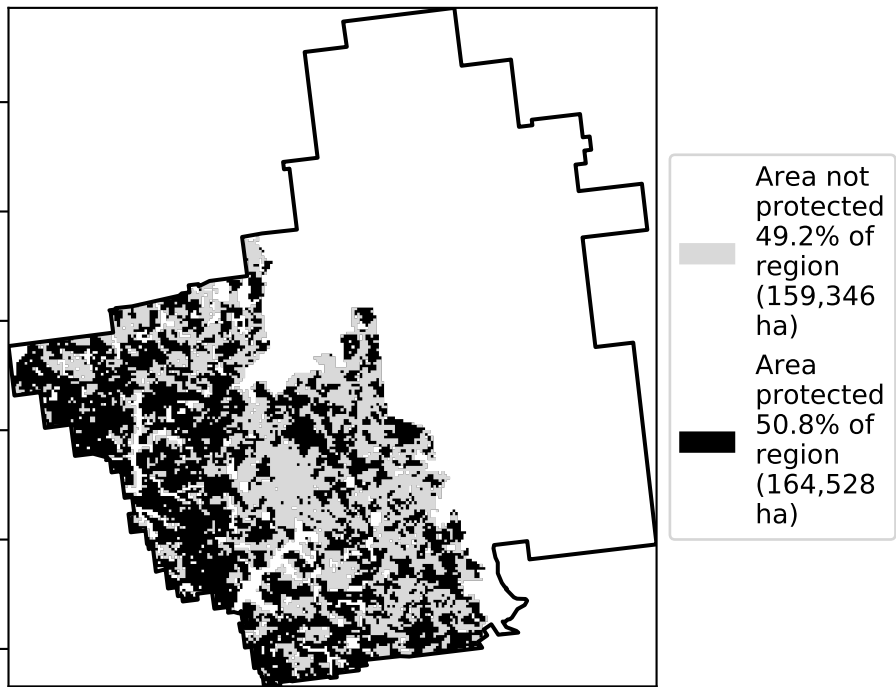 Area not
protected
49.2% of
region
(159,346
ha)
Area
protected
50.8% of
region
(164,528
ha)